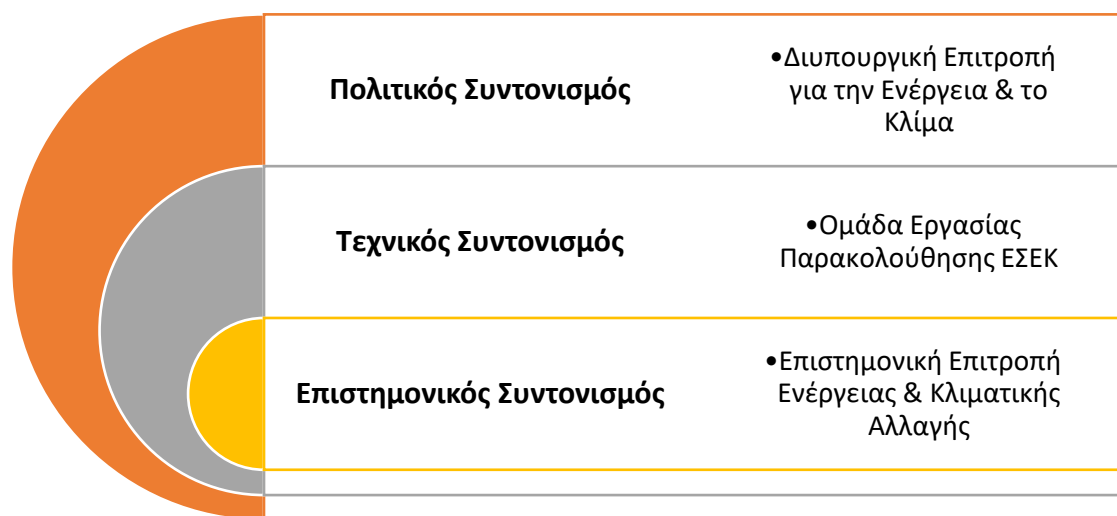 Πολιτικός Συντονισμός
•Διυπουργική Επιτροπή
για την Ενέργεια & το
Κλίμα
Τεχνικός Συντονισμός
•Ομάδα Εργασίας
Παρακολούθησης ΕΣΕΚ
Επιστημονικός Συντονισμός
•Επιστημονική Επιτροπή
Ενέργειας & Κλιματικής
Αλλαγής